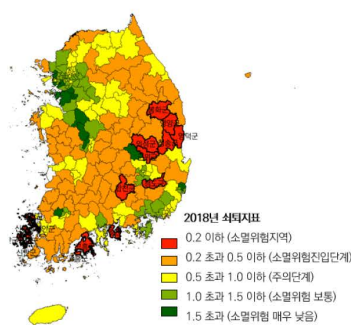 2018년 쇠퇴지표
0.2 이하 (소멸위험지역)
0.2 초과 0.5 이하 (소멸위험진입단계)
0.5 초과 1.0 이하 (주의단계)
1.0 초과 1.5 이하 (소멸위험 보통)
1.5 초과 (소멸위험 매우 낮음)